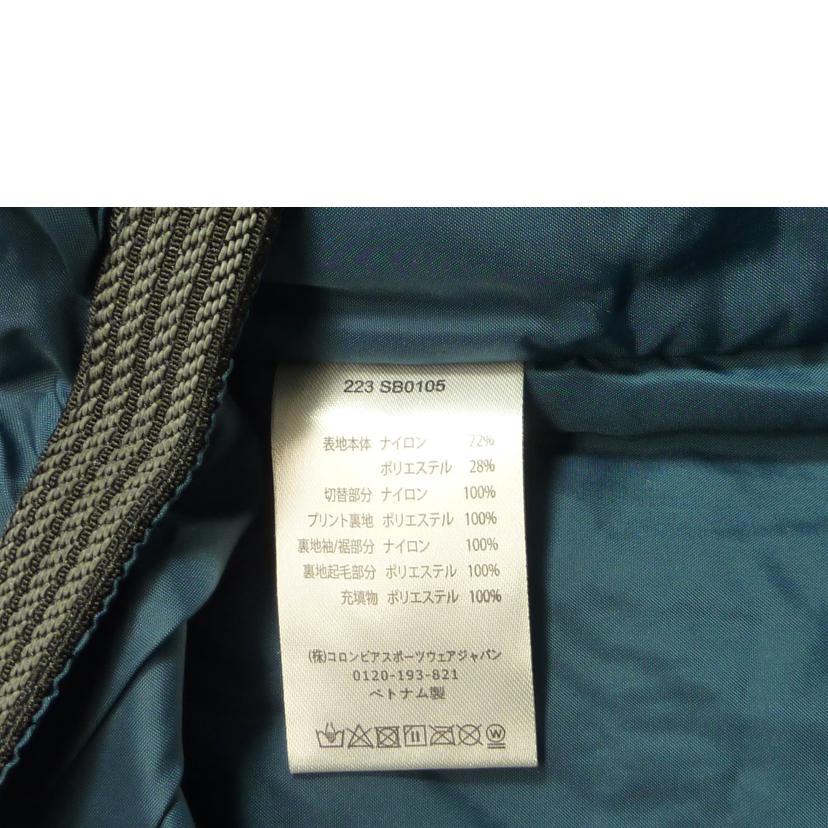 223 SB0105
表地本体 ナイロン 72%
ポリエステル 28%
切替部分 ナイロン 100%
プリント裏地 ポリエステル 100%
裏地袖/裾部分 ナイロン 100%
裏地起毛部分 ポリエステル 100%
充填物 ポリエステル 100%
(株)コロンビアスポーツウェアジャパン
0120-193-821
ベトナム製
W